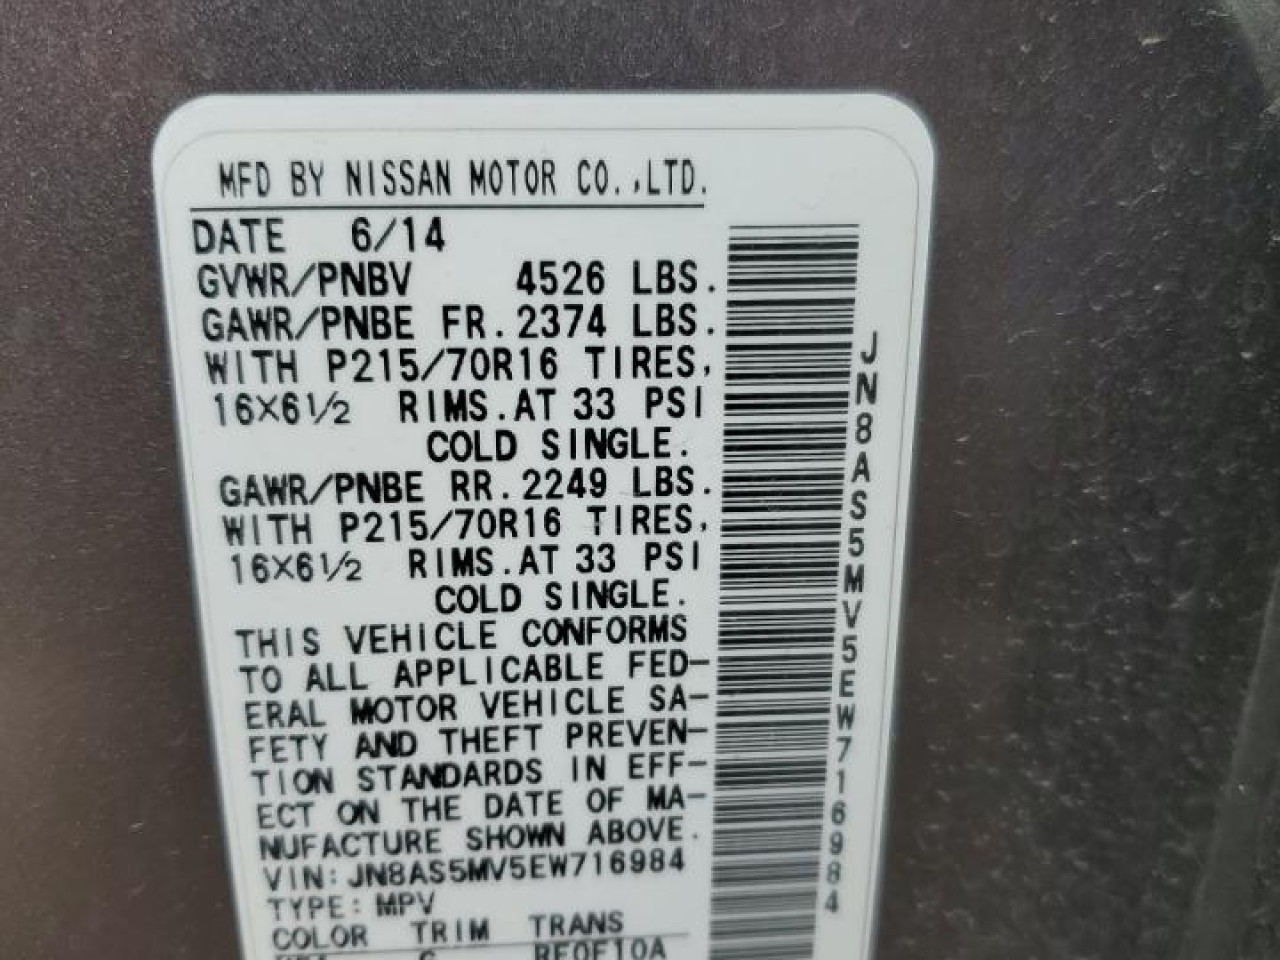 MFD BY NISSAN MOTOR CO.,LTD.
DATE 6/14
GVWR/PNBV 4526 LBS.
GAWR/PNBE FR. 2374 LBS.
WITH P215/70R16 TIRES,
16×6½ RIMS. AT 33 PSI
COLD SINGLE.
GAWR/PNBE RR. 2249 LBS.
WITH P215/70R16 TIRES,
16×6½ RIMS. AT 33 PSI
COLD SINGLE.
THIS VEHICLE CONFORMS
TO ALL APPLICABLE FED-
ERAL MOTOR VEHICLE SA-
FETY AND THEFT PREVEN-
TION STANDARDS IN EFF-
ECT ON THE DATE OF MA-
NUFACTURE SHOWN ABOVE.
VIN: JN8AS5MV5EW716984
TYPE: MPV
COLOR TRIM TRANS
RE0F10A
JN8AS5MV5EW716984